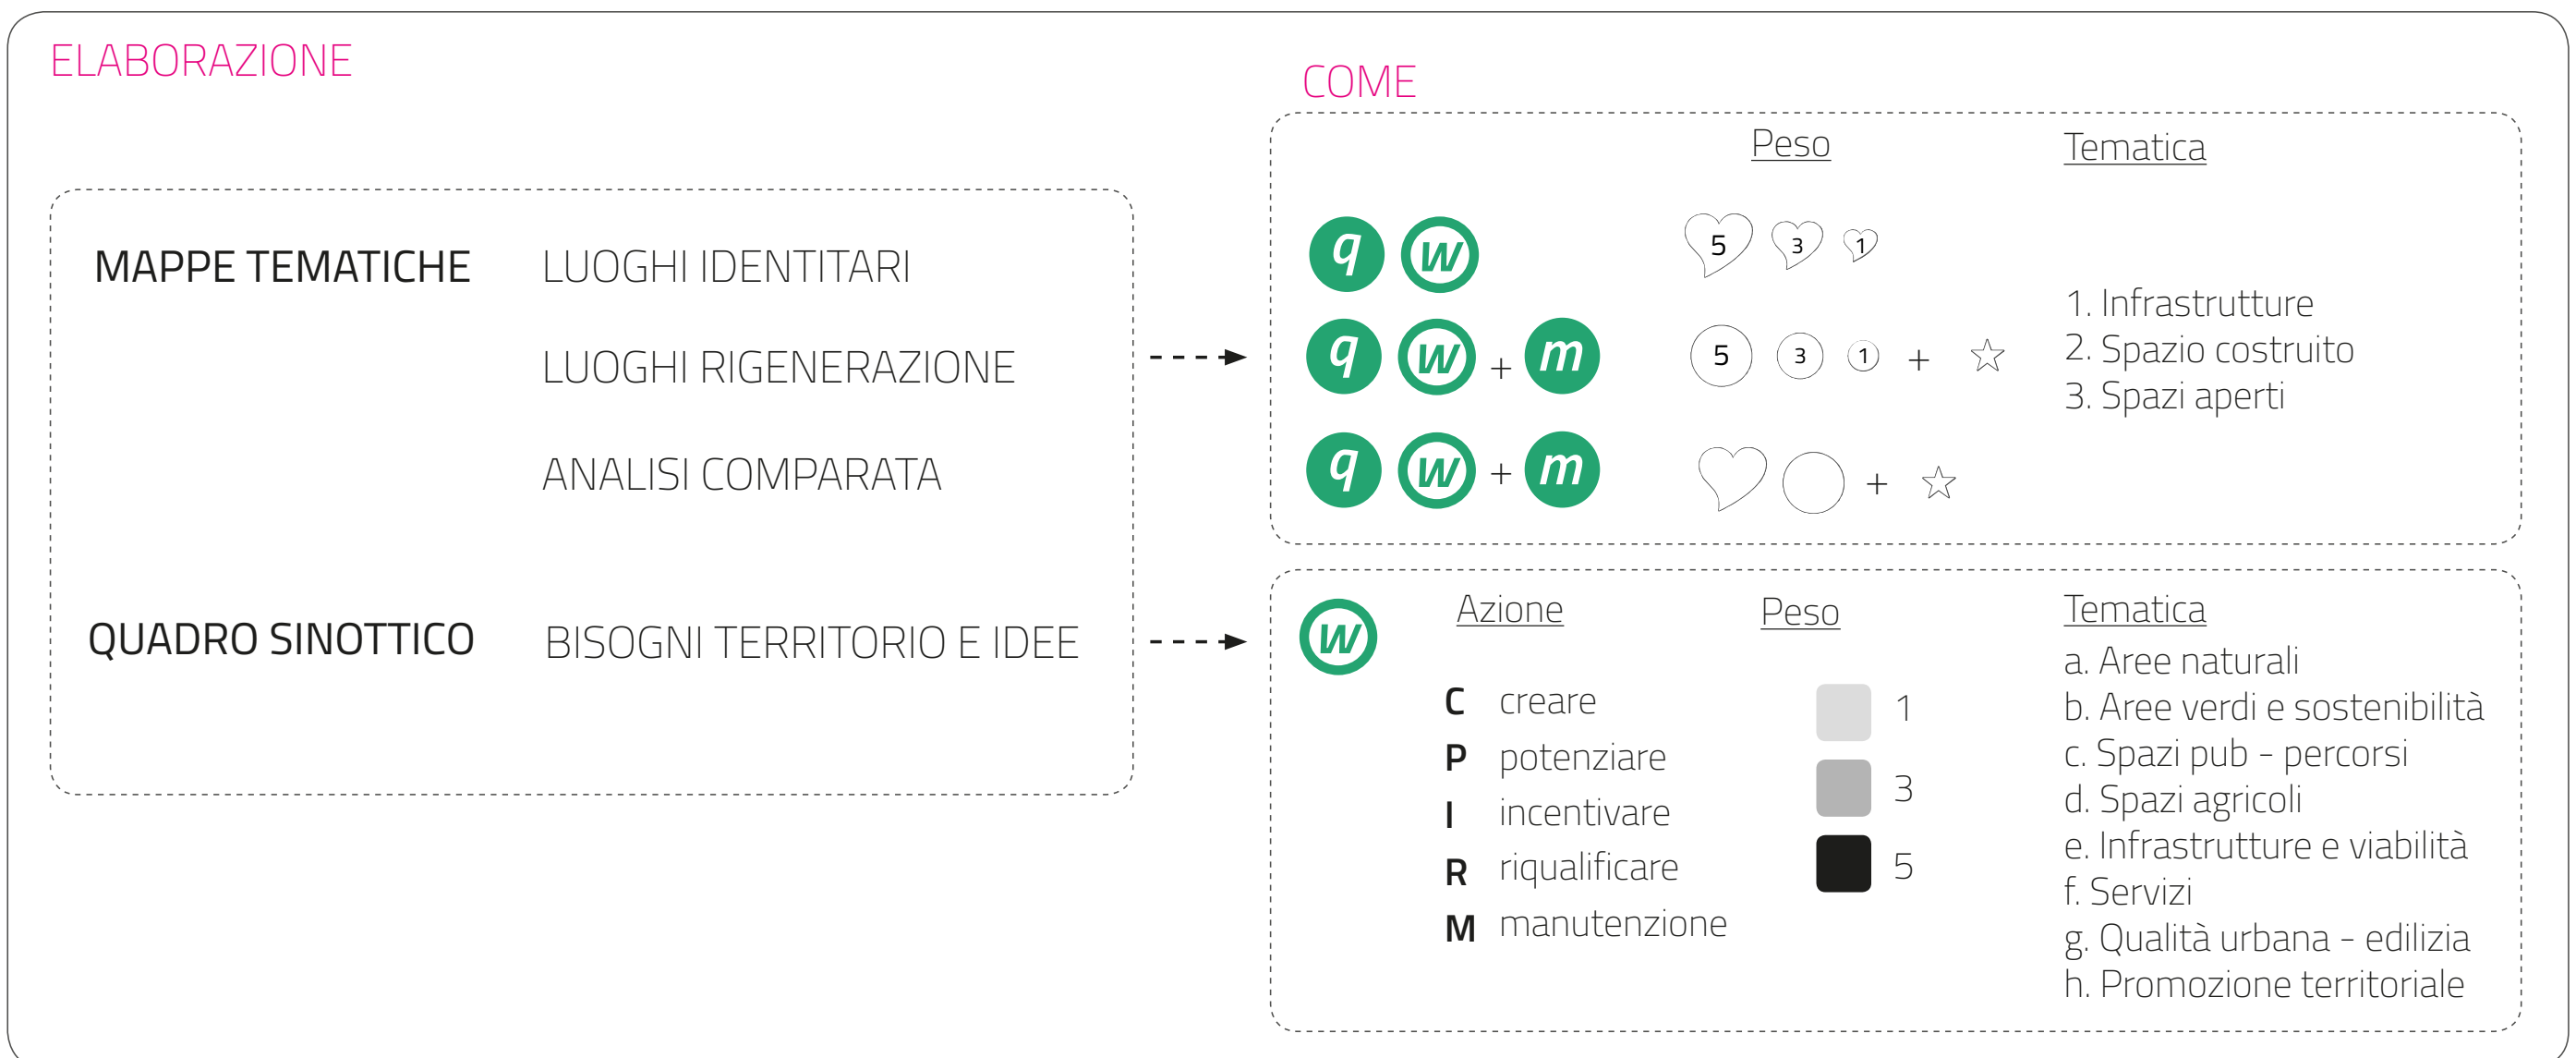 ELABORAZIONE
MAPPE TEMATICHE LUOGHI IDENTITARI
LUOGHI RIGENERAZIONE
ANALISI COMPARATA
QUADRO SINOTTICO BISOGNI TERRITORIO E IDEE
COME
Peso Tematica
q w 5 3 1
q w + m 5 3 1 +
q w + m +
1. Infrastrutture
2. Spazio costruito
3. Spazi aperti
w Azione Peso Tematica
C creare
P potenziare
I incentivare
R riqualificare
M manutenzione
1
3
5
a. Aree naturali
b. Aree verdi e sostenibilità
c. Spazi pub - percorsi
d. Spazi agricoli
e. Infrastrutture e viabilità
f. Servizi
g. Qualità urbana - edilizia
h. Promozione territoriale